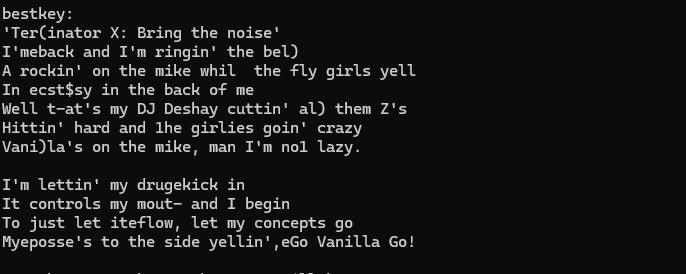 bestkey:
'Ter(inator X: Bring the noise'
I'meback and I'm ringin' the bel)
A rockin' on the mike whil  the fly girls yell
In ecst$sy in the back of me
Well t-at's my DJ Deshay cuttin' al) them Z's
Hittin' hard and 1he girlies goin' crazy
Vani)la's on the mike, man I'm no1 lazy.

I'm lettin' my drugekick in
It controls my mout- and I begin
To just let iteflow, let my concepts go
Myeposse's to the side yellin',eGo Vanilla Go!